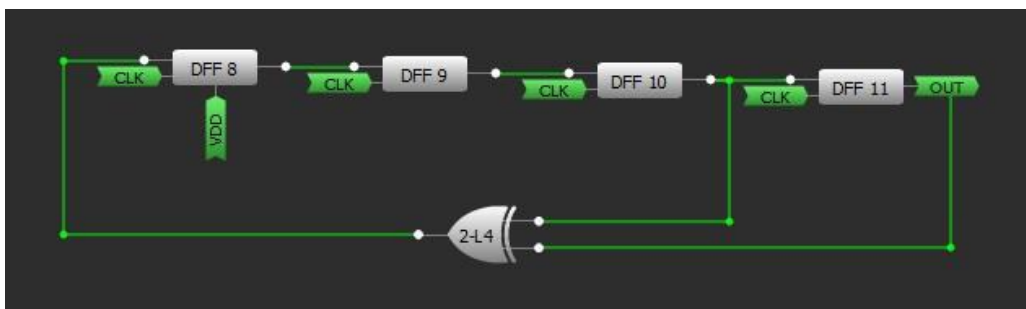 CLK
DFF 8
VDD
CLK
DFF 9
CLK
DFF 10
CLK
DFF 11
OUT
2-L4